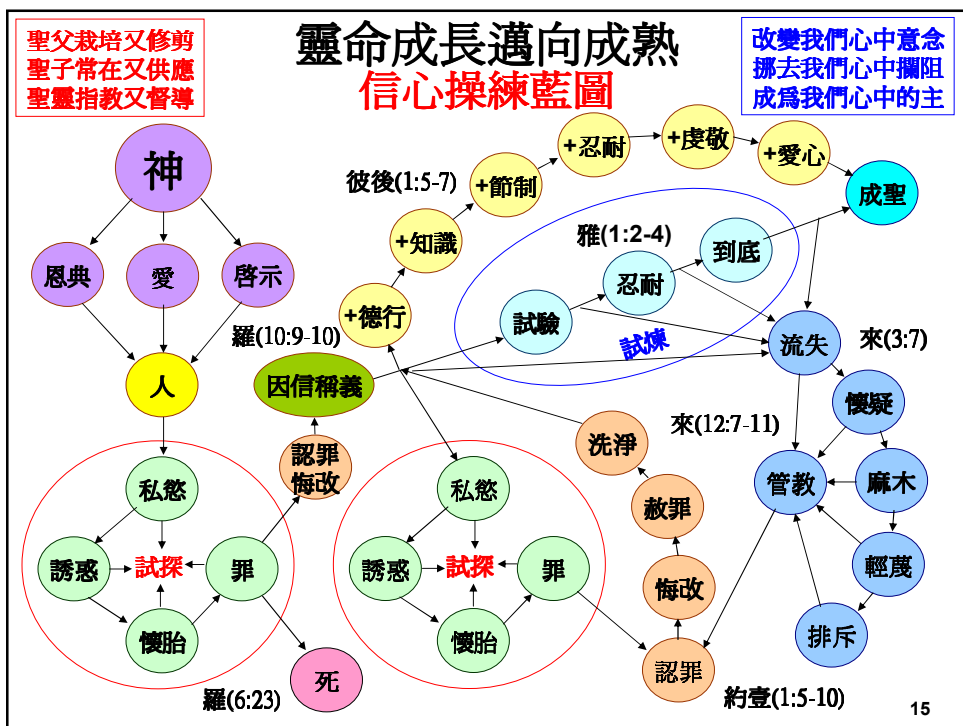 聖父栽培又修剪
聖子常在又供應
聖靈指教又督導
靈命成長邁向成熟
信心操練藍圖
改變我們心中意念
挪去我們心中攔阻
成爲我們心中的主
神
恩典
愛
啓示
人
羅(10:9-10)
因信稱義
認罪
悔改
私慾
誘惑
試探
罪
懷胎
死
羅(6:23)
彼後(1:5-7)
+德行
+知識
+節制
+忍耐
+虔敬
+愛心
成聖
雅(1:2-4)
試驗
忍耐
到底
試煉
流失
來(3:7)
懷疑
麻木
輕蔑
排斥
管教
來(12:7-11)
洗淨
赦罪
悔改
認罪
約壹(1:5-10)
私慾
誘惑
試探
罪
懷胎
15